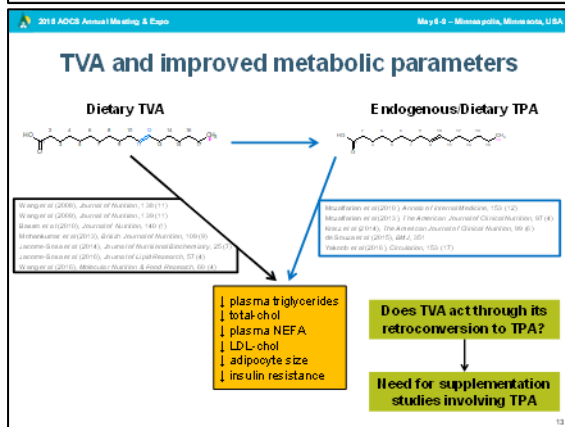 2018 AOCS Annual Meeting & Expo
May 6-9 – Minneapolis, Minnesota, USA
TVA and improved metabolic parameters
Dietary TVA
Endogenous/Dietary TPA
Wang et al (2008), Journal of Nutrition, 138 (11)
Wang et al (2009), Journal of Nutrition, 139 (11)
Bassett et al (2010), Journal of Nutrition, 140 (1)
Mohankumar et al (2013), British Journal of Nutrition, 109 (9)
Jacome-Sosa et al (2014), Journal of Nutritional Biochemistry, 25 (7)
Jacome-Sosa et al (2016), Journal of Lipid Research, 57 (4)
Wang et al (2016), Molecular Nutrition & Food Research, 60 (4)
Mozaffarian et al (2010), Annals of Internal Medicine, 153 (12)
Mozaffarian et al (2013), The American Journal of Clinical Nutrition, 97 (4)
Kratz et al (2014), The American Journal of Clinical Nutrition, 99 (6)
de Souza et al (2015), BMJ, 351
Yakoob et al (2016), Circulation, 133 (17)
↓ plasma triglycerides
↓ total-chol
↓ plasma NEFA
↓ LDL-chol
↓ adipocyte size
↓ insulin resistance
Does TVA act through its
retroconversion to TPA?
Need for supplementation
studies involving TPA
13